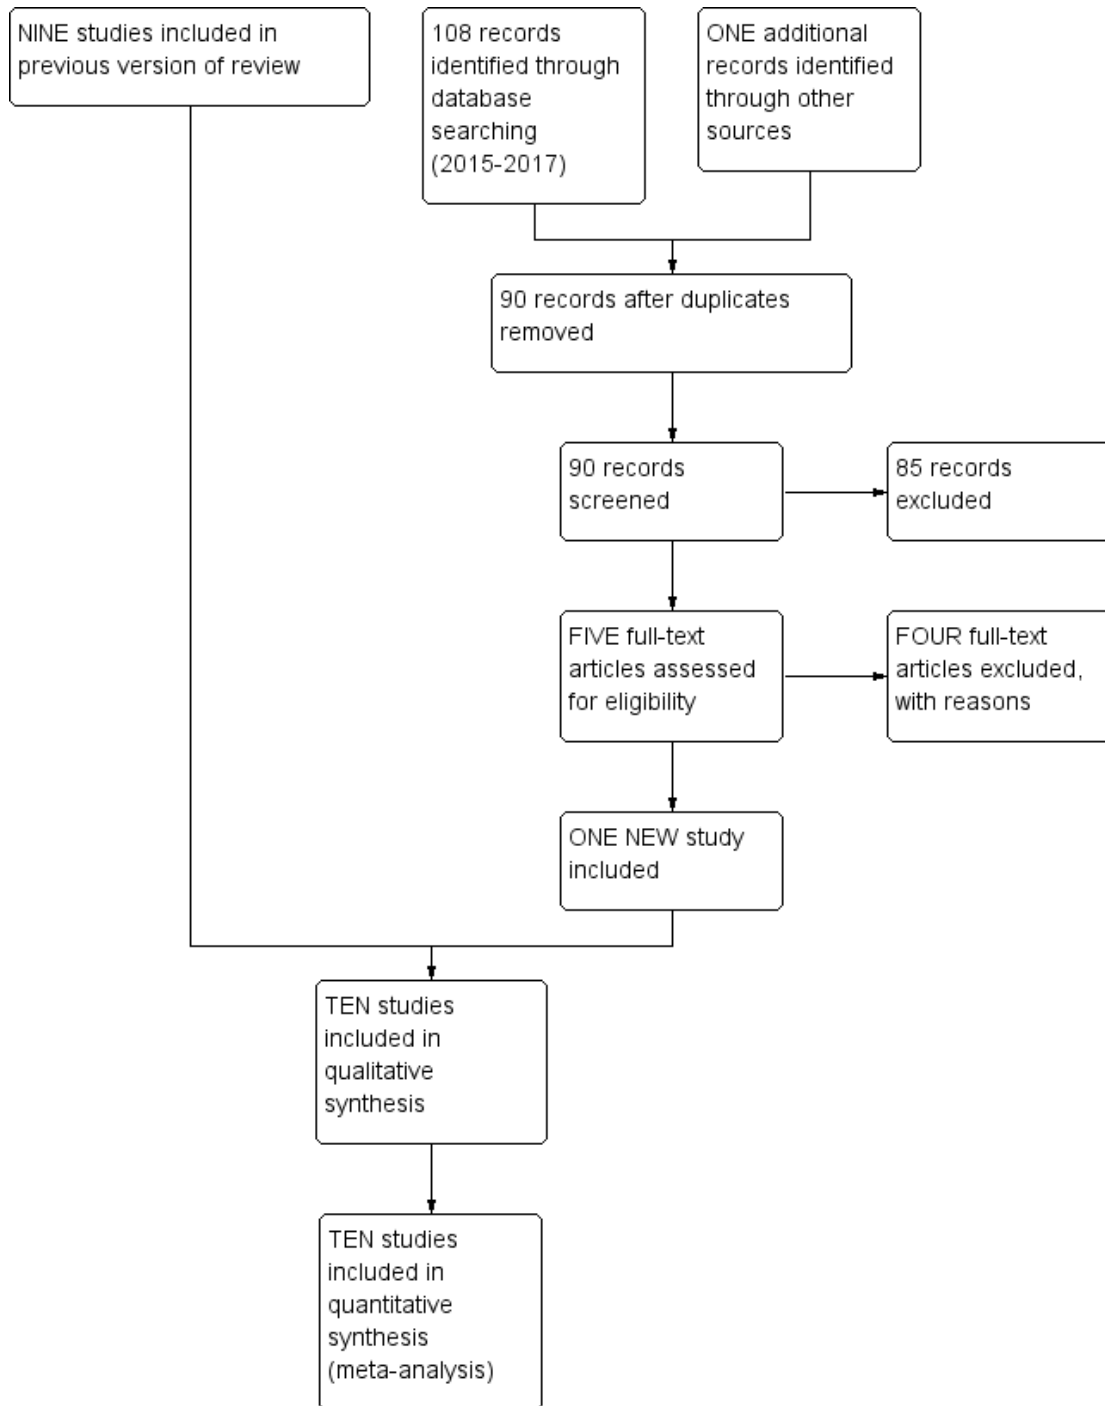 NINE studies included in
previous version of review
108 records
identified through
database
searching
(2015-2017)
ONE additional
records identified
through other
sources
90 records after duplicates
removed
90 records
screened
85 records
excluded
FIVE full-text
articles assessed
for eligibility
FOUR full-text
articles excluded,
with reasons
ONE NEW study
included
TEN studies
included in
qualitative
synthesis
TEN studies
included in
quantitative
synthesis
(meta-analysis)